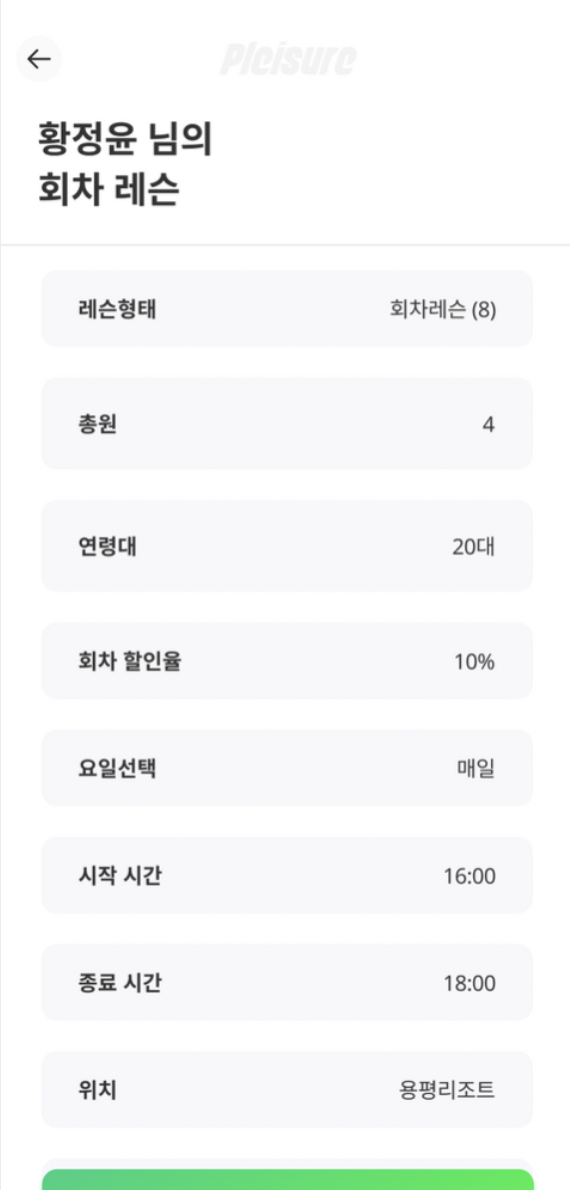 Pleisure
황정윤 님의
회차 레슨
레슨형태 회차레슨 (8)
총원 4
연령대 20대
회차 할인율 10%
요일선택 매일
시작 시간 16:00
종료 시간 18:00
위치 용평리조트